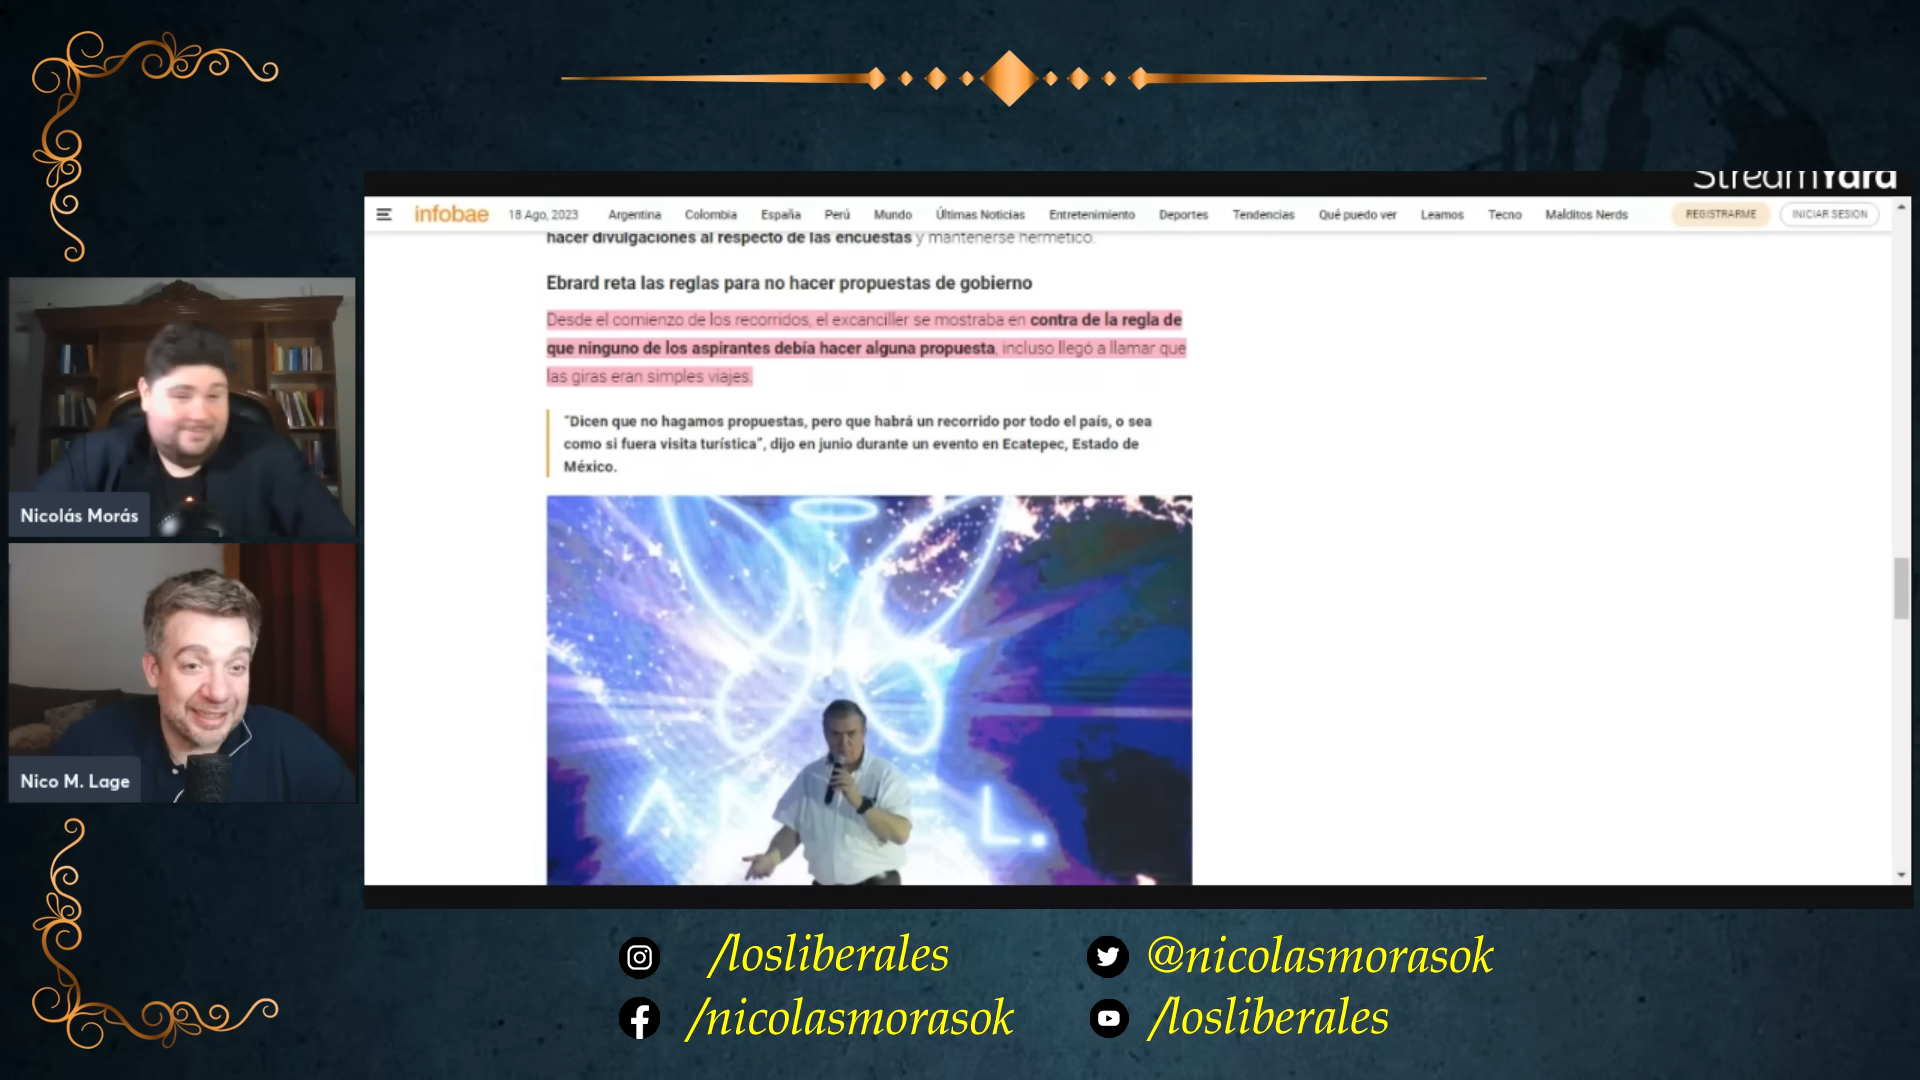 StreamYard
infobae
18 Ago, 2023
Argentina
Colombia
España
Perú
Mundo
Últimas Noticias
Entretenimiento
Deportes
Tendencias
Qué puedo ver
Leamos
Tecno
Malditos Nerds
REGISTRARME
INICIAR SESIÓN
hacer divulgaciones al respecto de las encuestas y mantenerse hermético.
Ebrard reta las reglas para no hacer propuestas de gobierno
Desde el comienzo de los recorridos, el excanciller se mostraba en contra de la regla de
que ninguno de los aspirantes debía hacer alguna propuesta, incluso llegó a llamar que
las giras eran simples viajes.
"Dicen que no hagamos propuestas, pero que habrá un recorrido por todo el país, o sea
como si fuera visita turística", dijo en junio durante un evento en Ecatepec, Estado de
México.
Nicolás Morás
Nico M. Lage
/losliberales
@nicolasmorasok
/nicolasmorasok
/losliberales